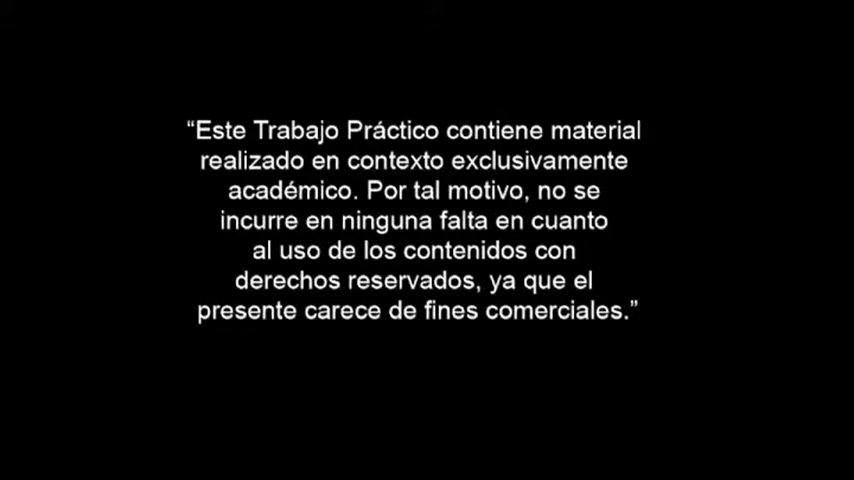 “Este Trabajo Práctico contiene material
realizado en contexto exclusivamente
académico. Por tal motivo, no se
incurre en ninguna falta en cuanto
al uso de los contenidos con
derechos reservados, ya que el
presente carece de fines comerciales.”